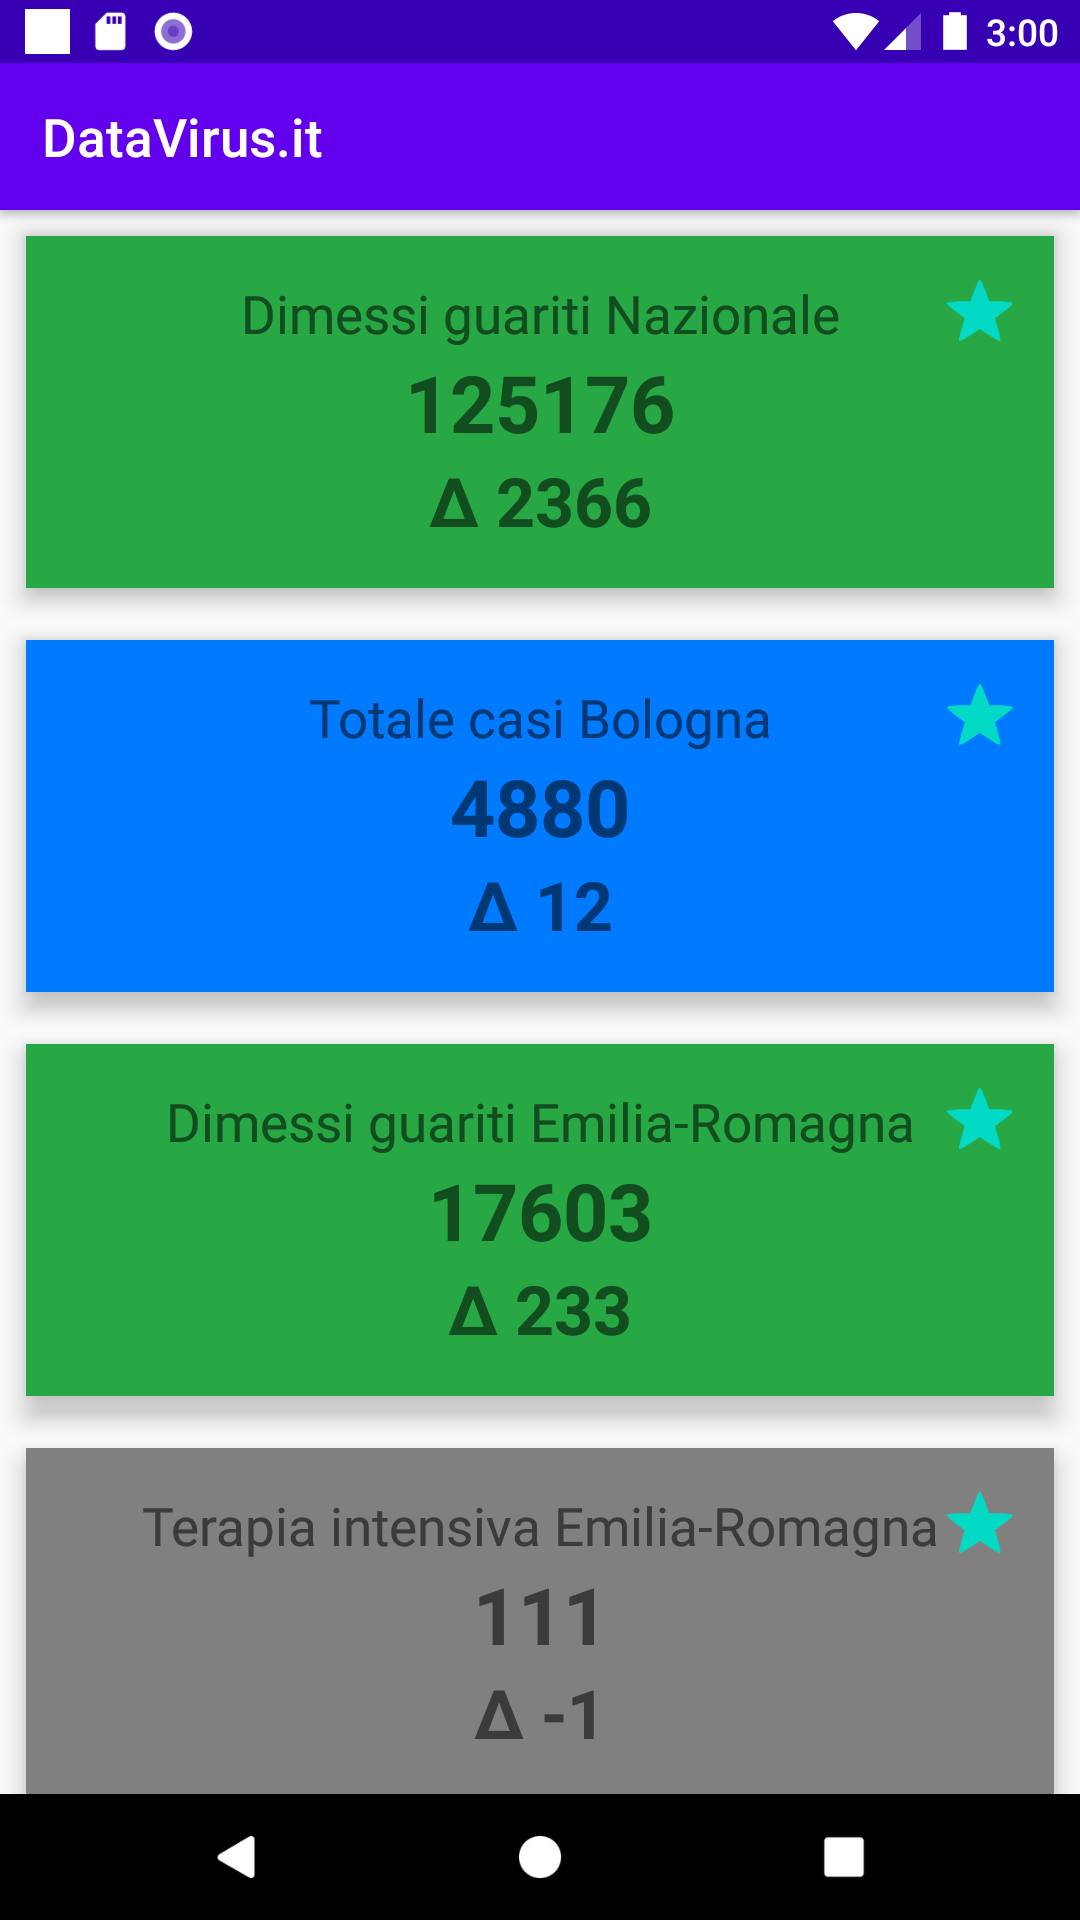 3:00
DataVirus.it
Dimessi guariti Nazionale
125176
Δ 2366
Totale casi Bologna
4880
Δ 12
Dimessi guariti Emilia-Romagna
17603
Δ 233
Terapia intensiva Emilia-Romagna
111
Δ -1